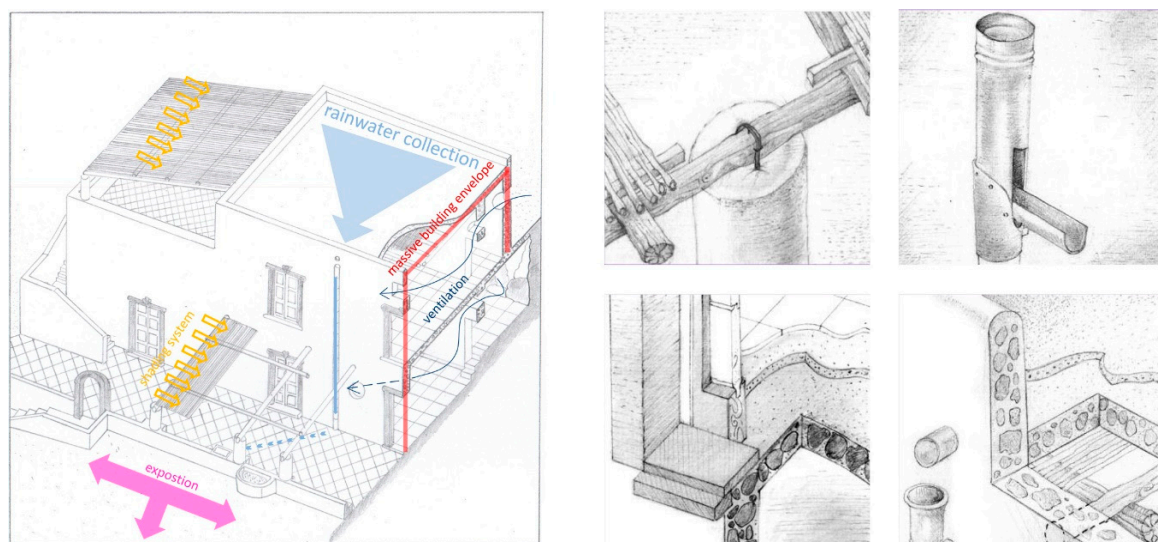 rainwater collection
massive building envelope
ventilation
shading system
expostion